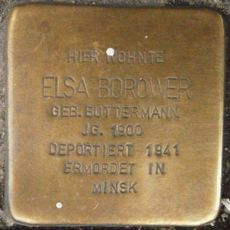 HIER WOHNTE
ELSA BOROWER
GEB. BUTTERMANN
JG. 1900
DEPORTIERT 1941
ERMORDET IN
MINSK